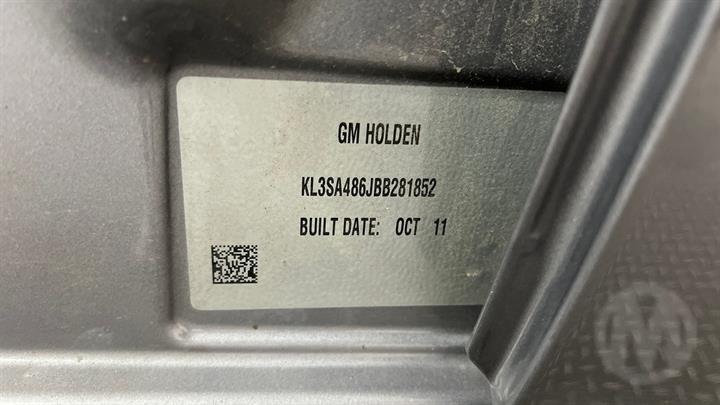 GM HOLDEN
KL3SA486JBB281852
BUILT DATE: OCT 11